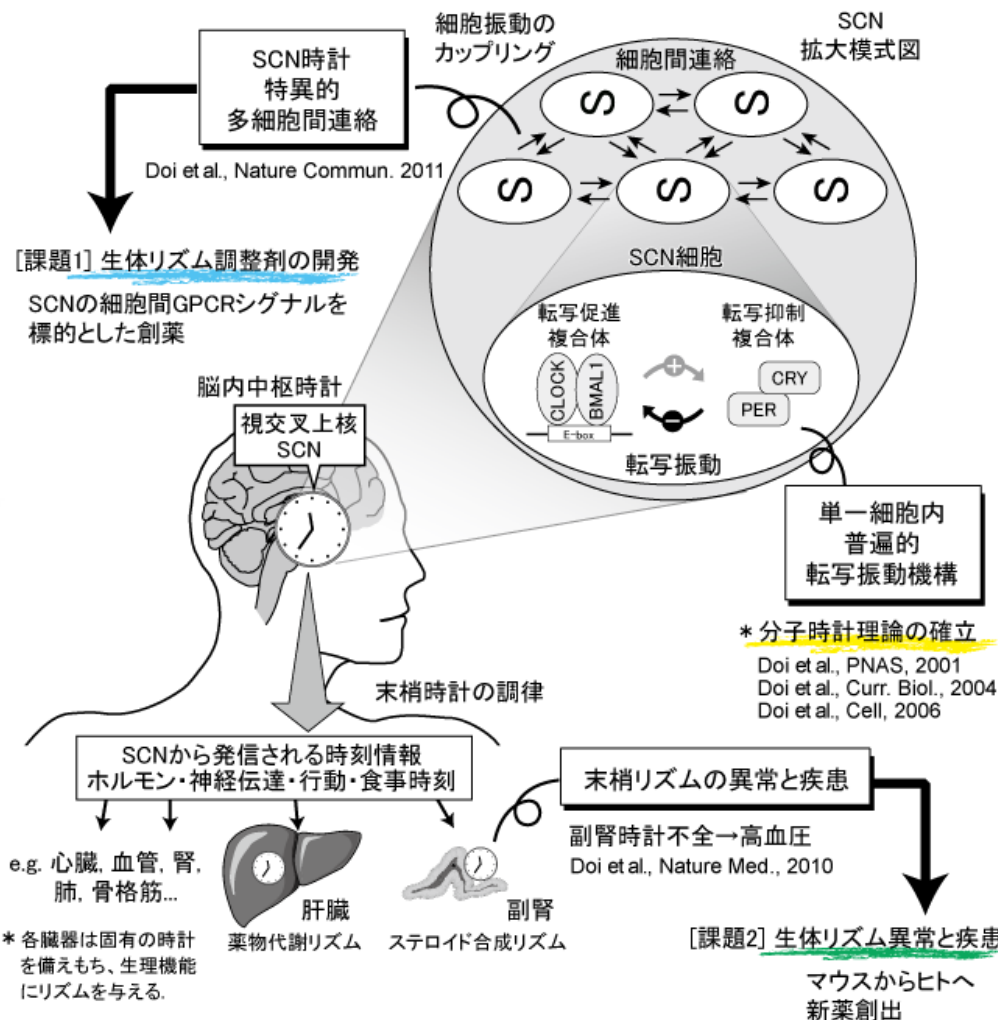 細胞振動の
カップリング
SCN
拡大模式図
SCN時計
特異的
多細胞間連絡
Doi et al., Nature Commun. 2011
細胞間連絡
S
S
S
S
S
[課題1] 生体リズム調整剤の開発
SCNの細胞間GPCRシグナルを
標的とした創薬
SCN細胞
転写促進
複合体
転写抑制
複合体
CLOCK
BMAL1
E-box
+
−
CRY
PER
転写振動
脳内中枢時計
視交叉上核
SCN
単一細胞内
普遍的
転写振動機構
* 分子時計理論の確立
Doi et al., PNAS, 2001
Doi et al., Curr. Biol., 2004
Doi et al., Cell, 2006
末梢時計の調律
SCNから発信される時刻情報
ホルモン・神経伝達・行動・食事時刻
末梢リズムの異常と疾患
副腎時計不全→高血圧
Doi et al., Nature Med., 2010
e.g. 心臓, 血管, 腎,
肺, 骨格筋...
肝臓
薬物代謝リズム
副腎
ステロイド合成リズム
* 各臓器は固有の時計
を備えもち、生理機能
にリズムを与える.
[課題2] 生体リズム異常と疾患
マウスからヒトへ
新薬創出